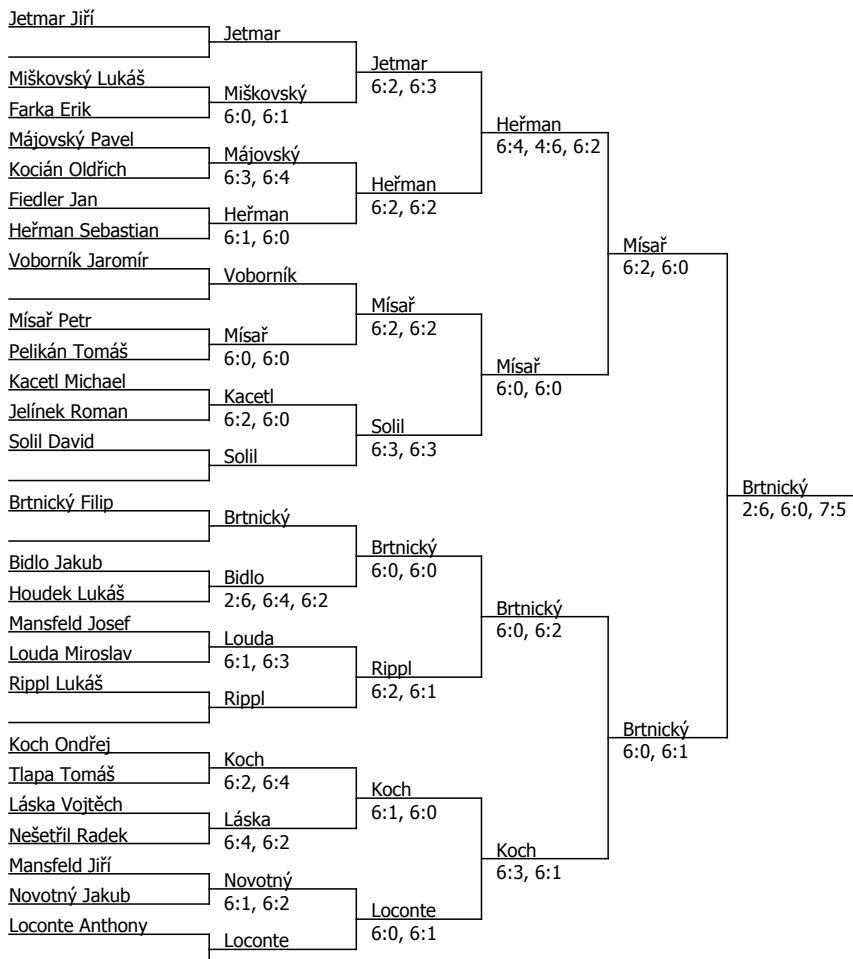 Jetmar Jiří
Jetmar
Jetmar
6:2, 6:3
Miškovský Lukáš
Miškovský
6:0, 6:1
Farka Erik
Heřman
6:4, 4:6, 6:2
Májovský Pavel
Májovský
6:3, 6:4
Kocián Oldřich
Heřman
6:2, 6:2
Fiedler Jan
Heřman
6:1, 6:0
Heřman Sebastian
Mísař
6:2, 6:0
Voborník Jaromír
Voborník
Mísař
6:2, 6:2
Mísař Petr
Mísař
6:0, 6:0
Pelikán Tomáš
Mísař
6:0, 6:0
Kacetl Michael
Kacetl
6:2, 6:0
Jelínek Roman
Solil
6:3, 6:3
Solil David
Solil
Brtnický
2:6, 6:0, 7:5
Brtnický Filip
Brtnický
Brtnický
6:0, 6:0
Bidlo Jakub
Bidlo
2:6, 6:4, 6:2
Houdek Lukáš
Brtnický
6:0, 6:2
Mansfeld Josef
Louda
6:1, 6:3
Louda Miroslav
Rippl
6:2, 6:1
Rippl Lukáš
Rippl
Brtnický
6:0, 6:1
Koch Ondřej
Koch
6:2, 6:4
Tlapa Tomáš
Koch
6:1, 6:0
Láska Vojtěch
Láska
6:4, 6:2
Nešetřil Radek
Koch
6:3, 6:1
Mansfeld Jiří
Novotný
6:1, 6:2
Novotný Jakub
Loconte
6:0, 6:1
Loconte Anthony
Loconte